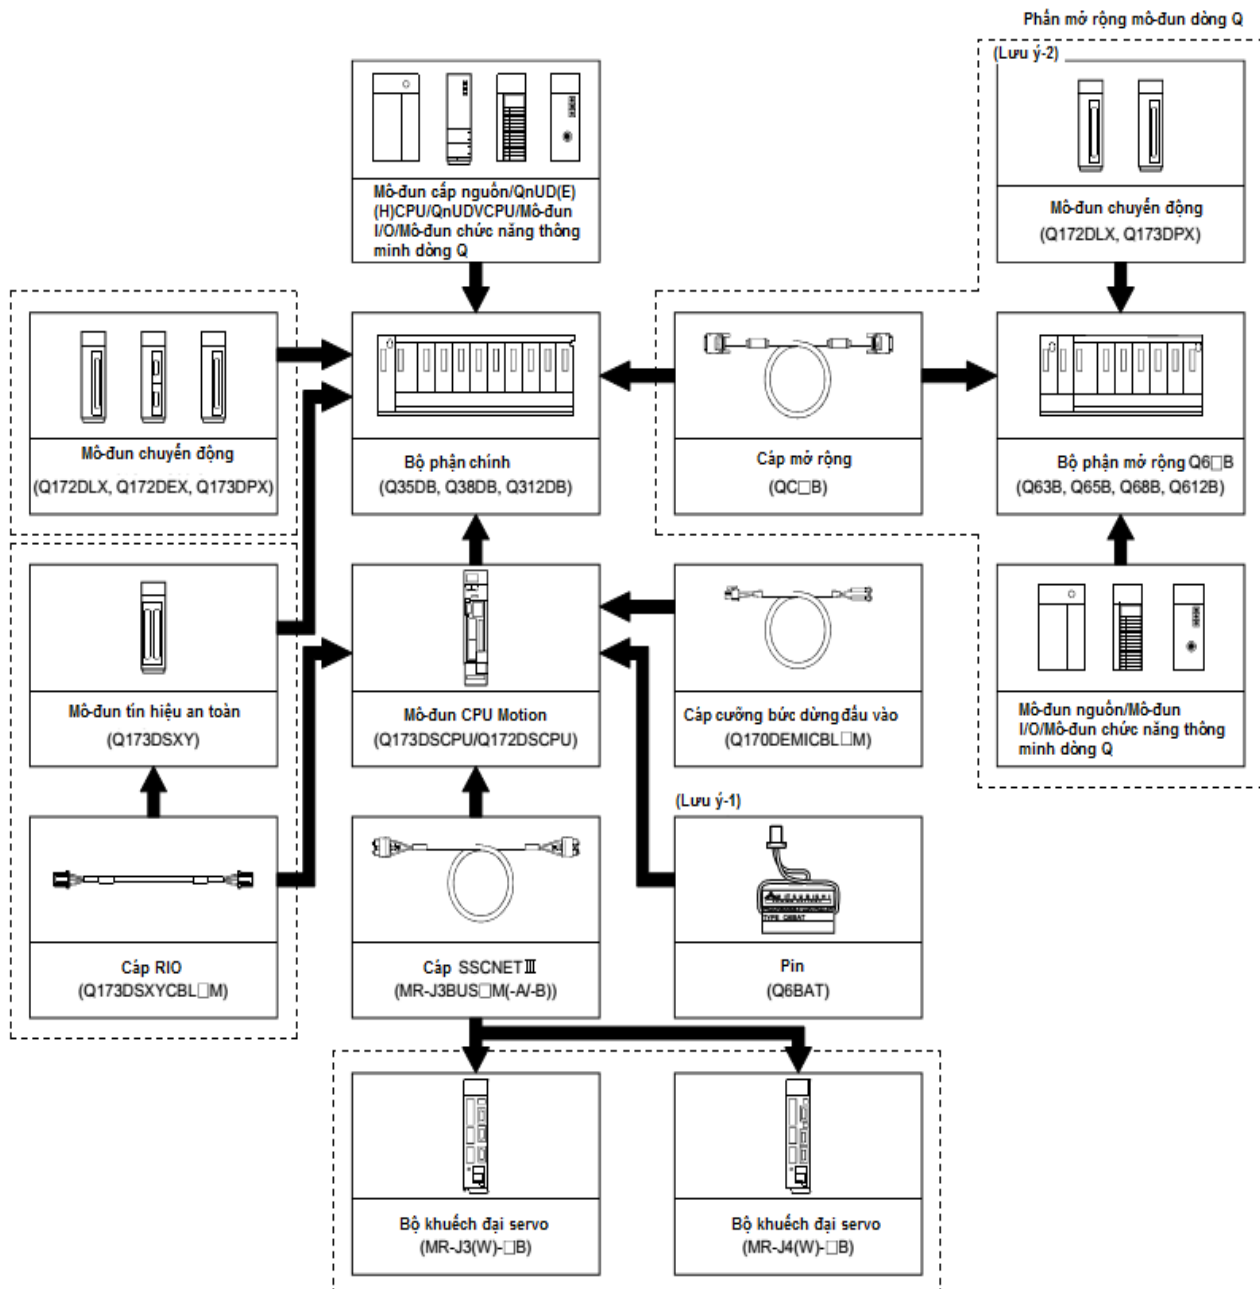 Phần mở rộng mô-đun dòng Q
(Lưu ý-2)
Mô-đun cấp nguồn/QnUD(E)
(H)CPU/QnUDVCPU/Mô-đun
I/O/Mô-đun chức năng thông
minh dòng Q
Mô-đun chuyển động
(Q172DLX, Q173DPX)
Mô-đun chuyển động
(Q172DLX, Q172DEX, Q173DPX)
Bộ phận chính
(Q35DB, Q38DB, Q312DB)
Cáp mở rộng
(QC□B)
Bộ phận mở rộng Q6□B
(Q63B, Q65B, Q68B, Q612B)
Mô-đun tín hiệu an toàn
(Q173DSXY)
Mô-đun CPU Motion
(Q173DSCPU/Q172DSCPU)
Cáp cưỡng bức dừng đầu vào
(Q170DEMICBL□M)
Mô-đun nguồn/Mô-đun
I/O/Mô-đun chức năng thông
minh dòng Q
(Lưu ý-1)
MITSUBISHI
TYPE Q6BAT
Cáp RIO
(Q173DSXYCBL□M)
Cáp SSCNETⅢ
(MR-J3BUS□M(-A/-B))
Pin
(Q6BAT)
Bộ khuếch đại servo
(MR-J3(W)-□B)
Bộ khuếch đại servo
(MR-J4(W)-□B)